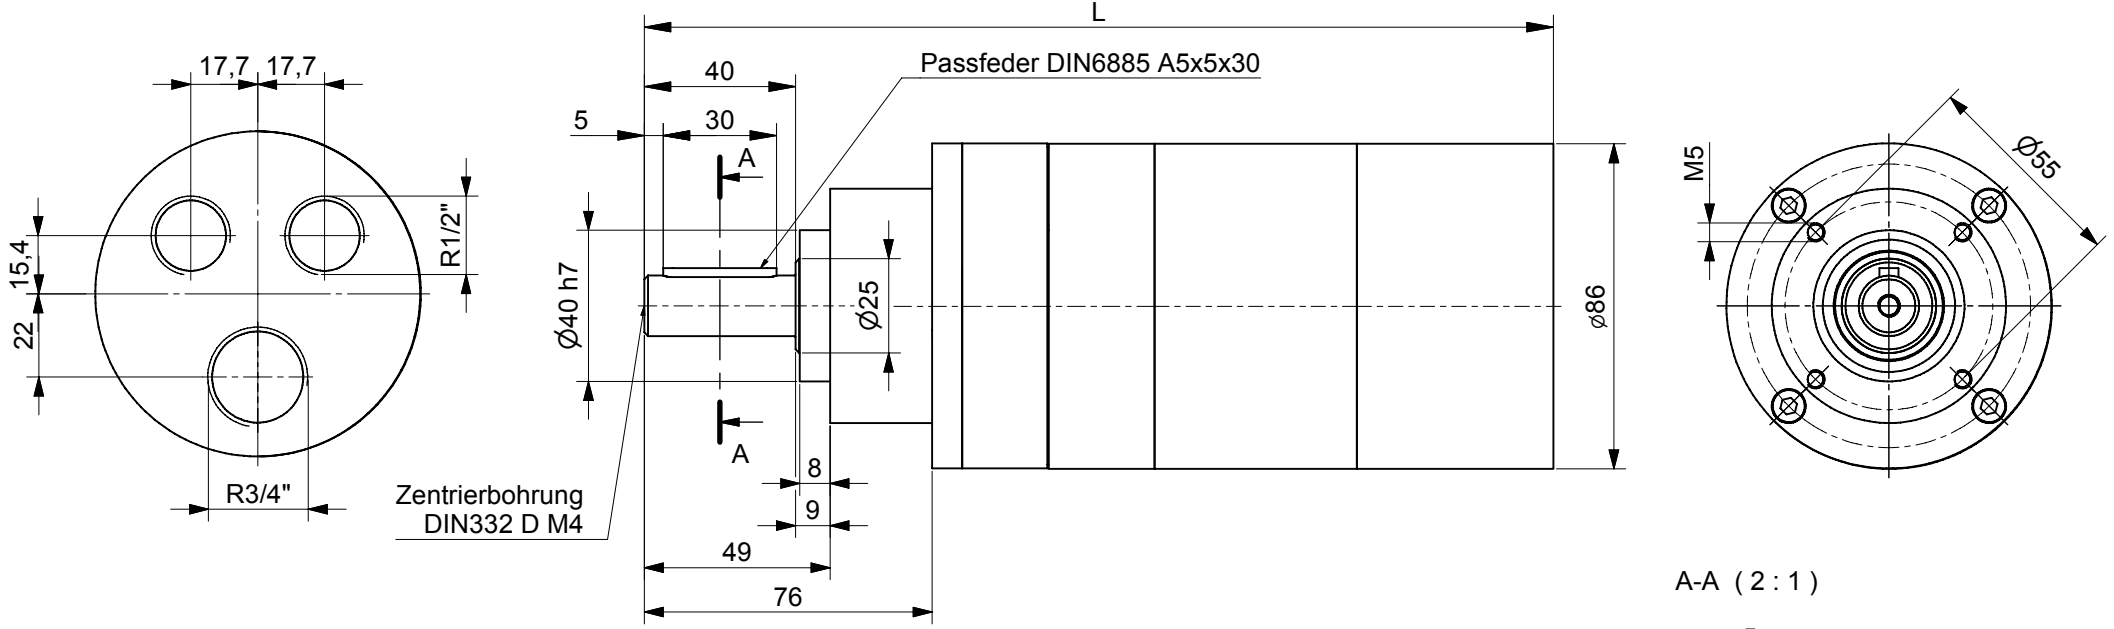 17,7
17,7
15,4
22
R1/2"
R3/4"
L
40
Passfeder DIN6885 A5x5x30
5
30
A
Ø40 h7
Ø25
Ø86
A
8
9
49
76
Zentrierbohrung
DIN332 D M4
M5
Ø55
A-A ( 2 : 1 )